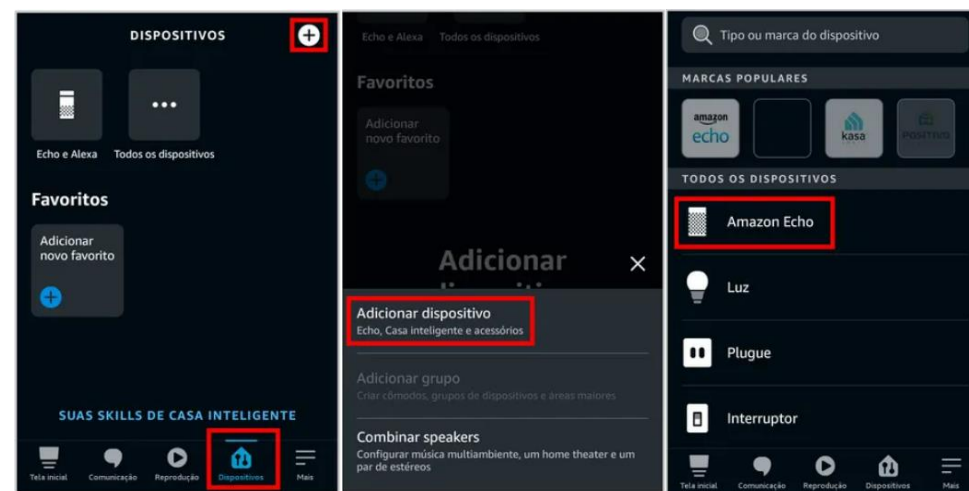 DISPOSITIVOS
Echo e Alexa
Todos os dispositivos
Favoritos
Adicionar
novo favorito
SUAS SKILLS DE CASA INTELIGENTE
Tela inicial
Comunicação
Reprodução
Dispositivos
Mais
Echo e Alexa
Todos os dispositivos
Favoritos
Adicionar
novo favorito
Adicionar
Adicionar dispositivo
Echo, Casa inteligente e acessórios
Adicionar grupo
Criar cômodos, grupos de dispositivos e áreas maiores
Combinar speakers
Configurar música multiambiente, um home theater e um
par de estéreos
Tipo ou marca do dispositivo
MARCAS POPULARES
amazon
echo
kasa
POSITIVO
TODOS OS DISPOSITIVOS
Amazon Echo
Luz
Plugue
Interruptor
Tela inicial
Comunicação
Reprodução
Dispositivos
Mais